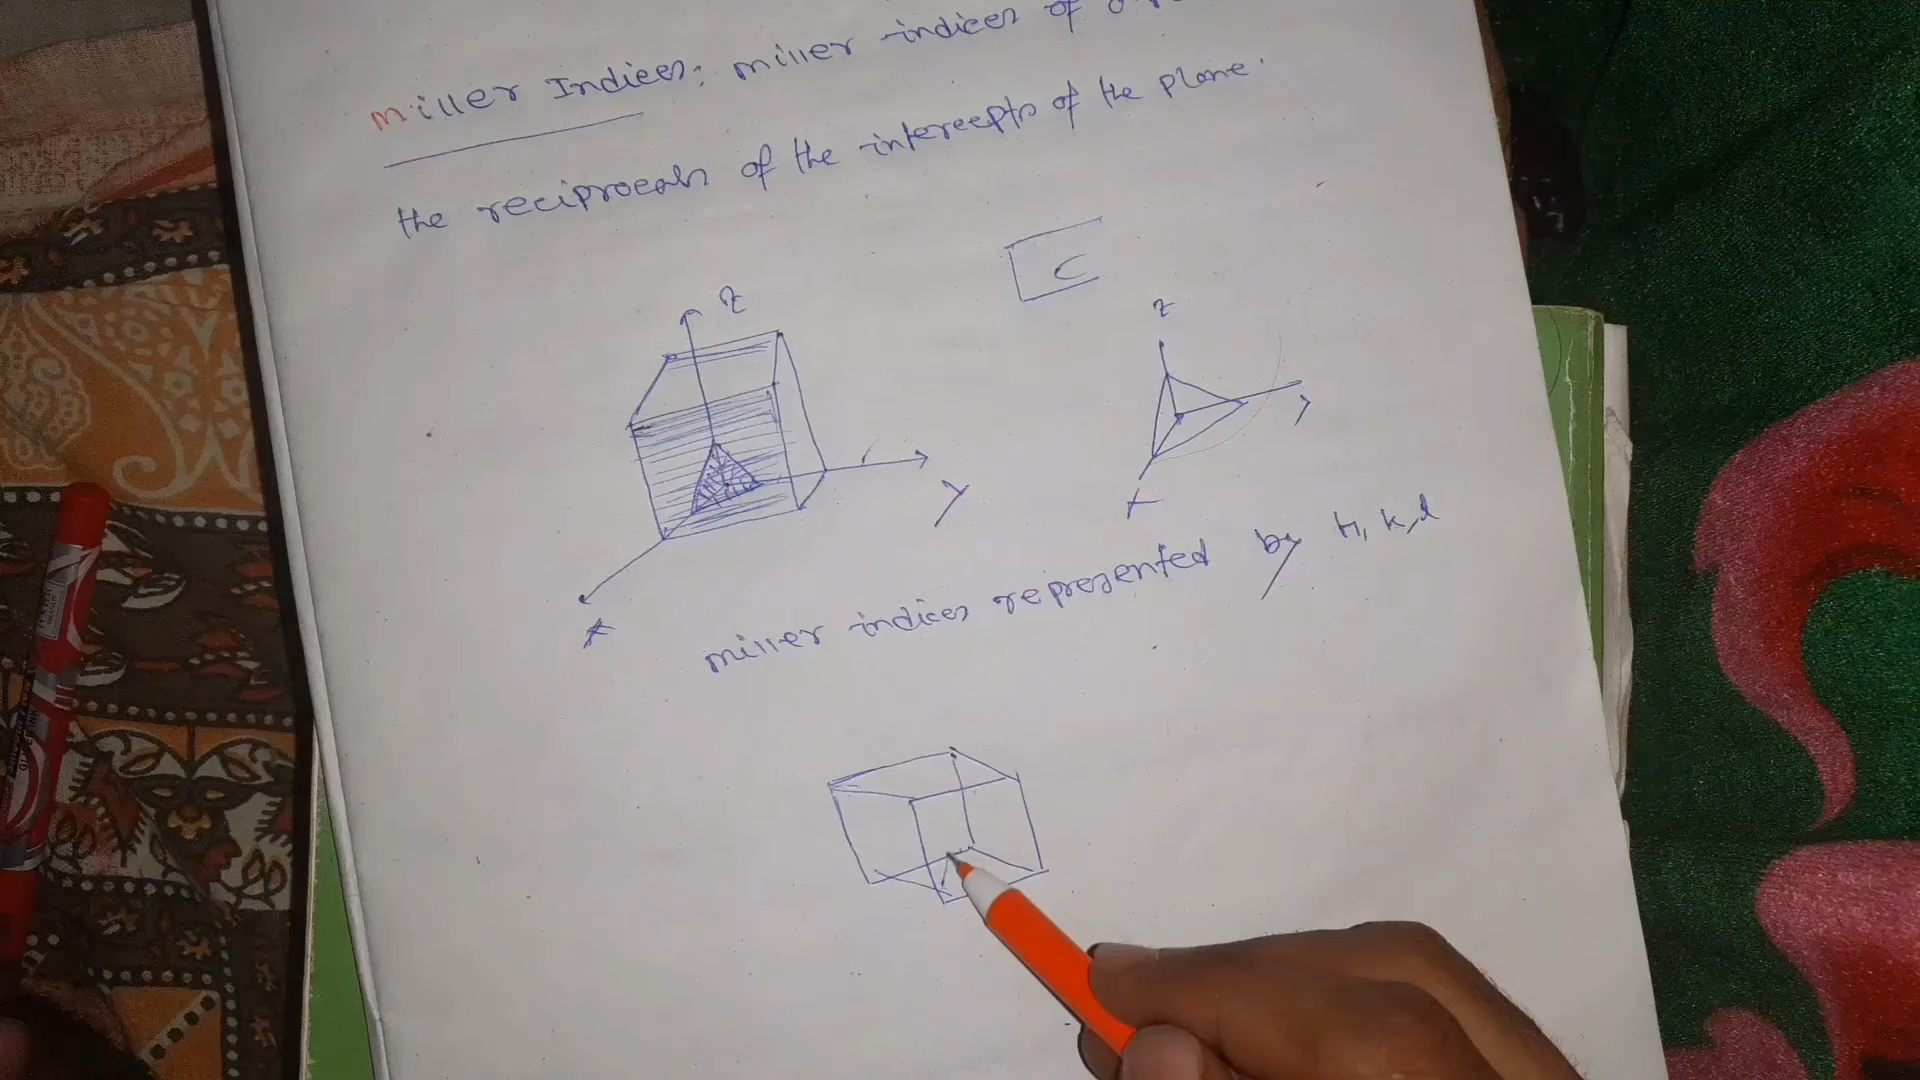 Miller Indices: miller indices of
the reciprocals of the intercepts of the plane.
C
z
z
y
y
x
x
miller indices represented by h, k, l